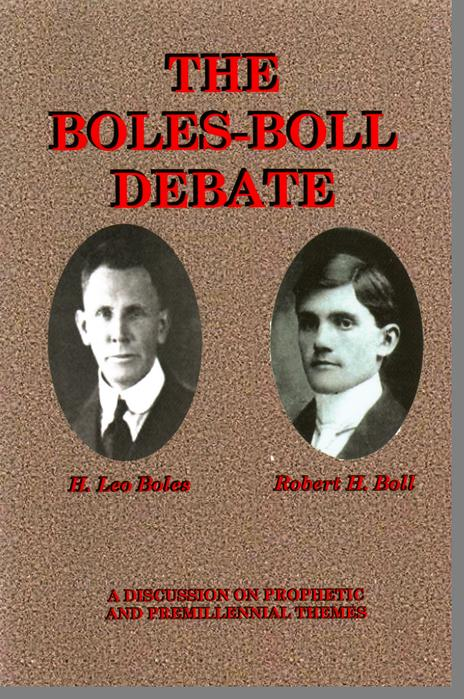 THE
BOLES-BOLL
DEBATE
H. Leo Boles
Robert H. Boll
A DISCUSSION ON PROPHETIC
AND PREMILLENNIAL THEMES